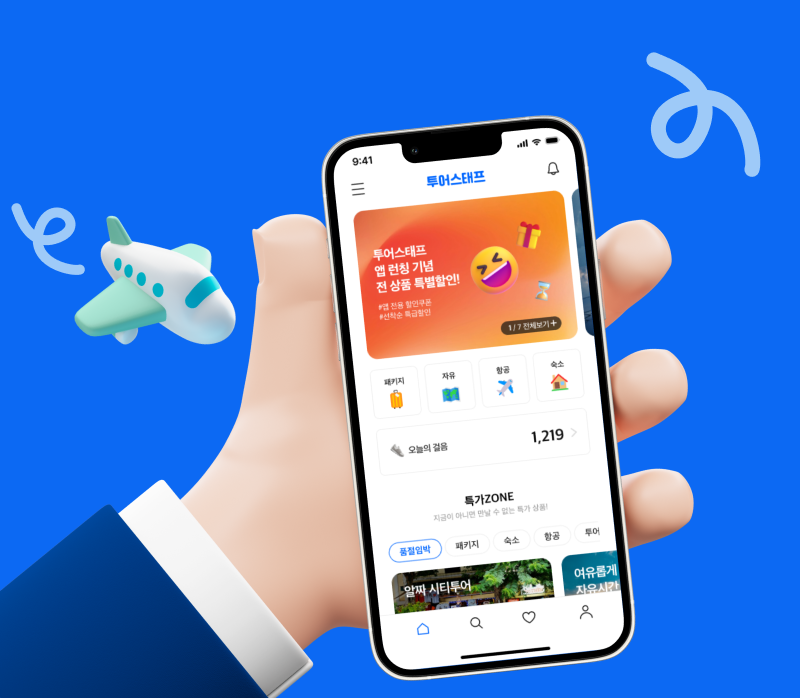 9:41
투어스태프
투어스태프
앱 런칭 기념
전 상품 특별할인!
#앱 전용 할인쿠폰
#선착순 특급할인
1 / 7 전체보기 +
패키지
자유
항공
숙소
오늘의 걸음
1,219
특가ZONE
지금이 아니면 만날 수 없는 특가 상품!
품절임박
패키지
숙소
항공
투어
알짜 시티투어
여유롭게
자유시간